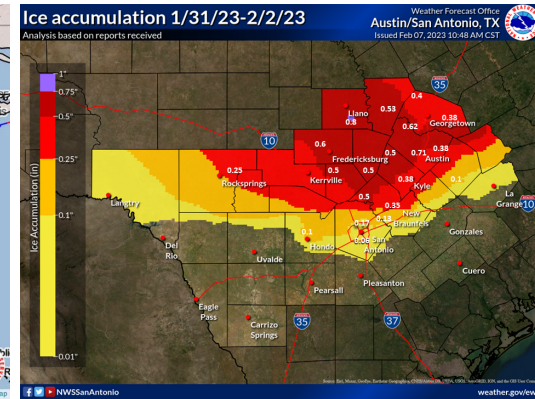 Ice accumulation 1/31/23-2/2/23
Analysis based on reports received
Weather Forecast Office
Austin/San Antonio, TX
Issued Feb 07, 2023 10:48 AM CST
Ice Accumulation (in)
1"
0.75"
0.5"
0.25"
0.1"
0.01"
35
0.4
0.53
Llano
0.8
0.38
Georgetown
0.62
10
0.6
0.5
0.71
0.38
Fredericksburg
Austin
0.25
Rocksprings
0.5
0.5
Kerrville
0.38
Kyle
0.1
La Grange
Langtry
0.5
0.35
New Braunfels
0.13
10
0.17
0.1
San Antonio
0.06
Hondo
Gonzales
Del Rio
Uvalde
Cuero
Pearsall
Pleasanton
Eagle Pass
Carrizo Springs
35
37
NWSSanAntonio
weather.gov/ew